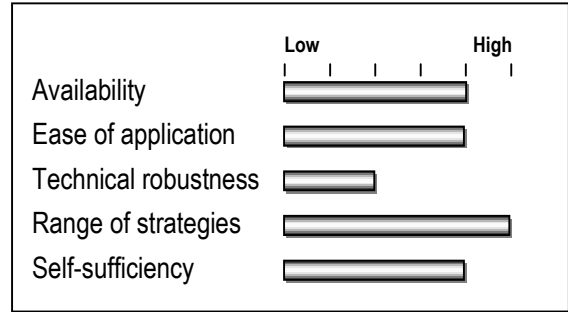 Low High
Availability
Ease of application
Technical robustness
Range of strategies
Self-sufficiency